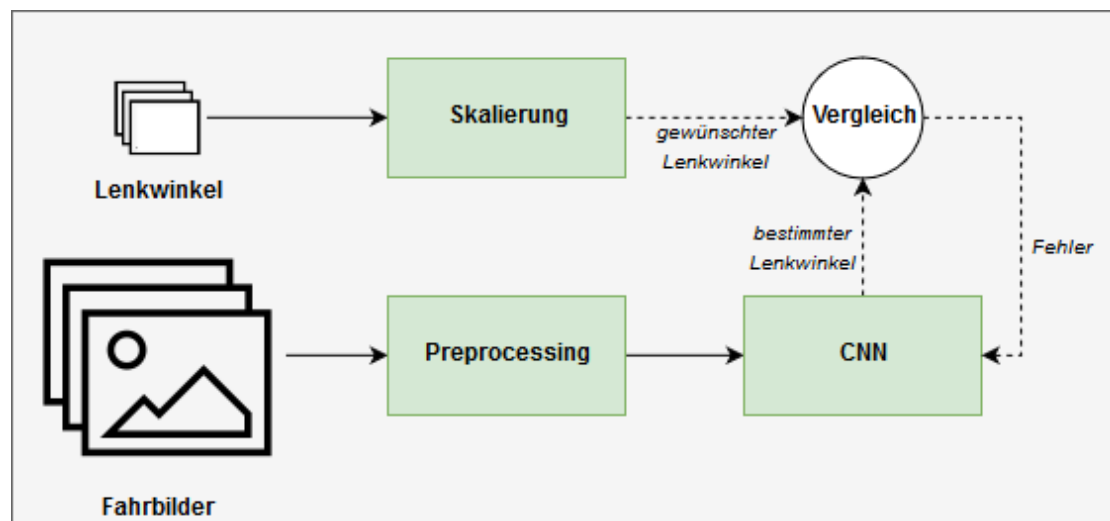 Skalierung
Vergleich
gewünschter
Lenkwinkel
Lenkwinkel
bestimmter
Lenkwinkel
Fehler
Preprocessing
CNN
Fahrbilder